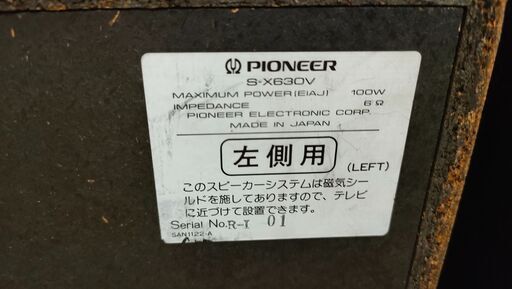 PIONEER
S-X630V
MAXIMUM POWER(EIAJ) 100W
IMPEDANCE 6Ω
PIONEER ELECTRONIC CORP.
MADE IN JAPAN
左側用 (LEFT)
このスピーカーシステムは磁気シー
ルドを施してありますので、テレビ
に近づけて設置できます。
Serial No. R-I 01
SAN1122-A